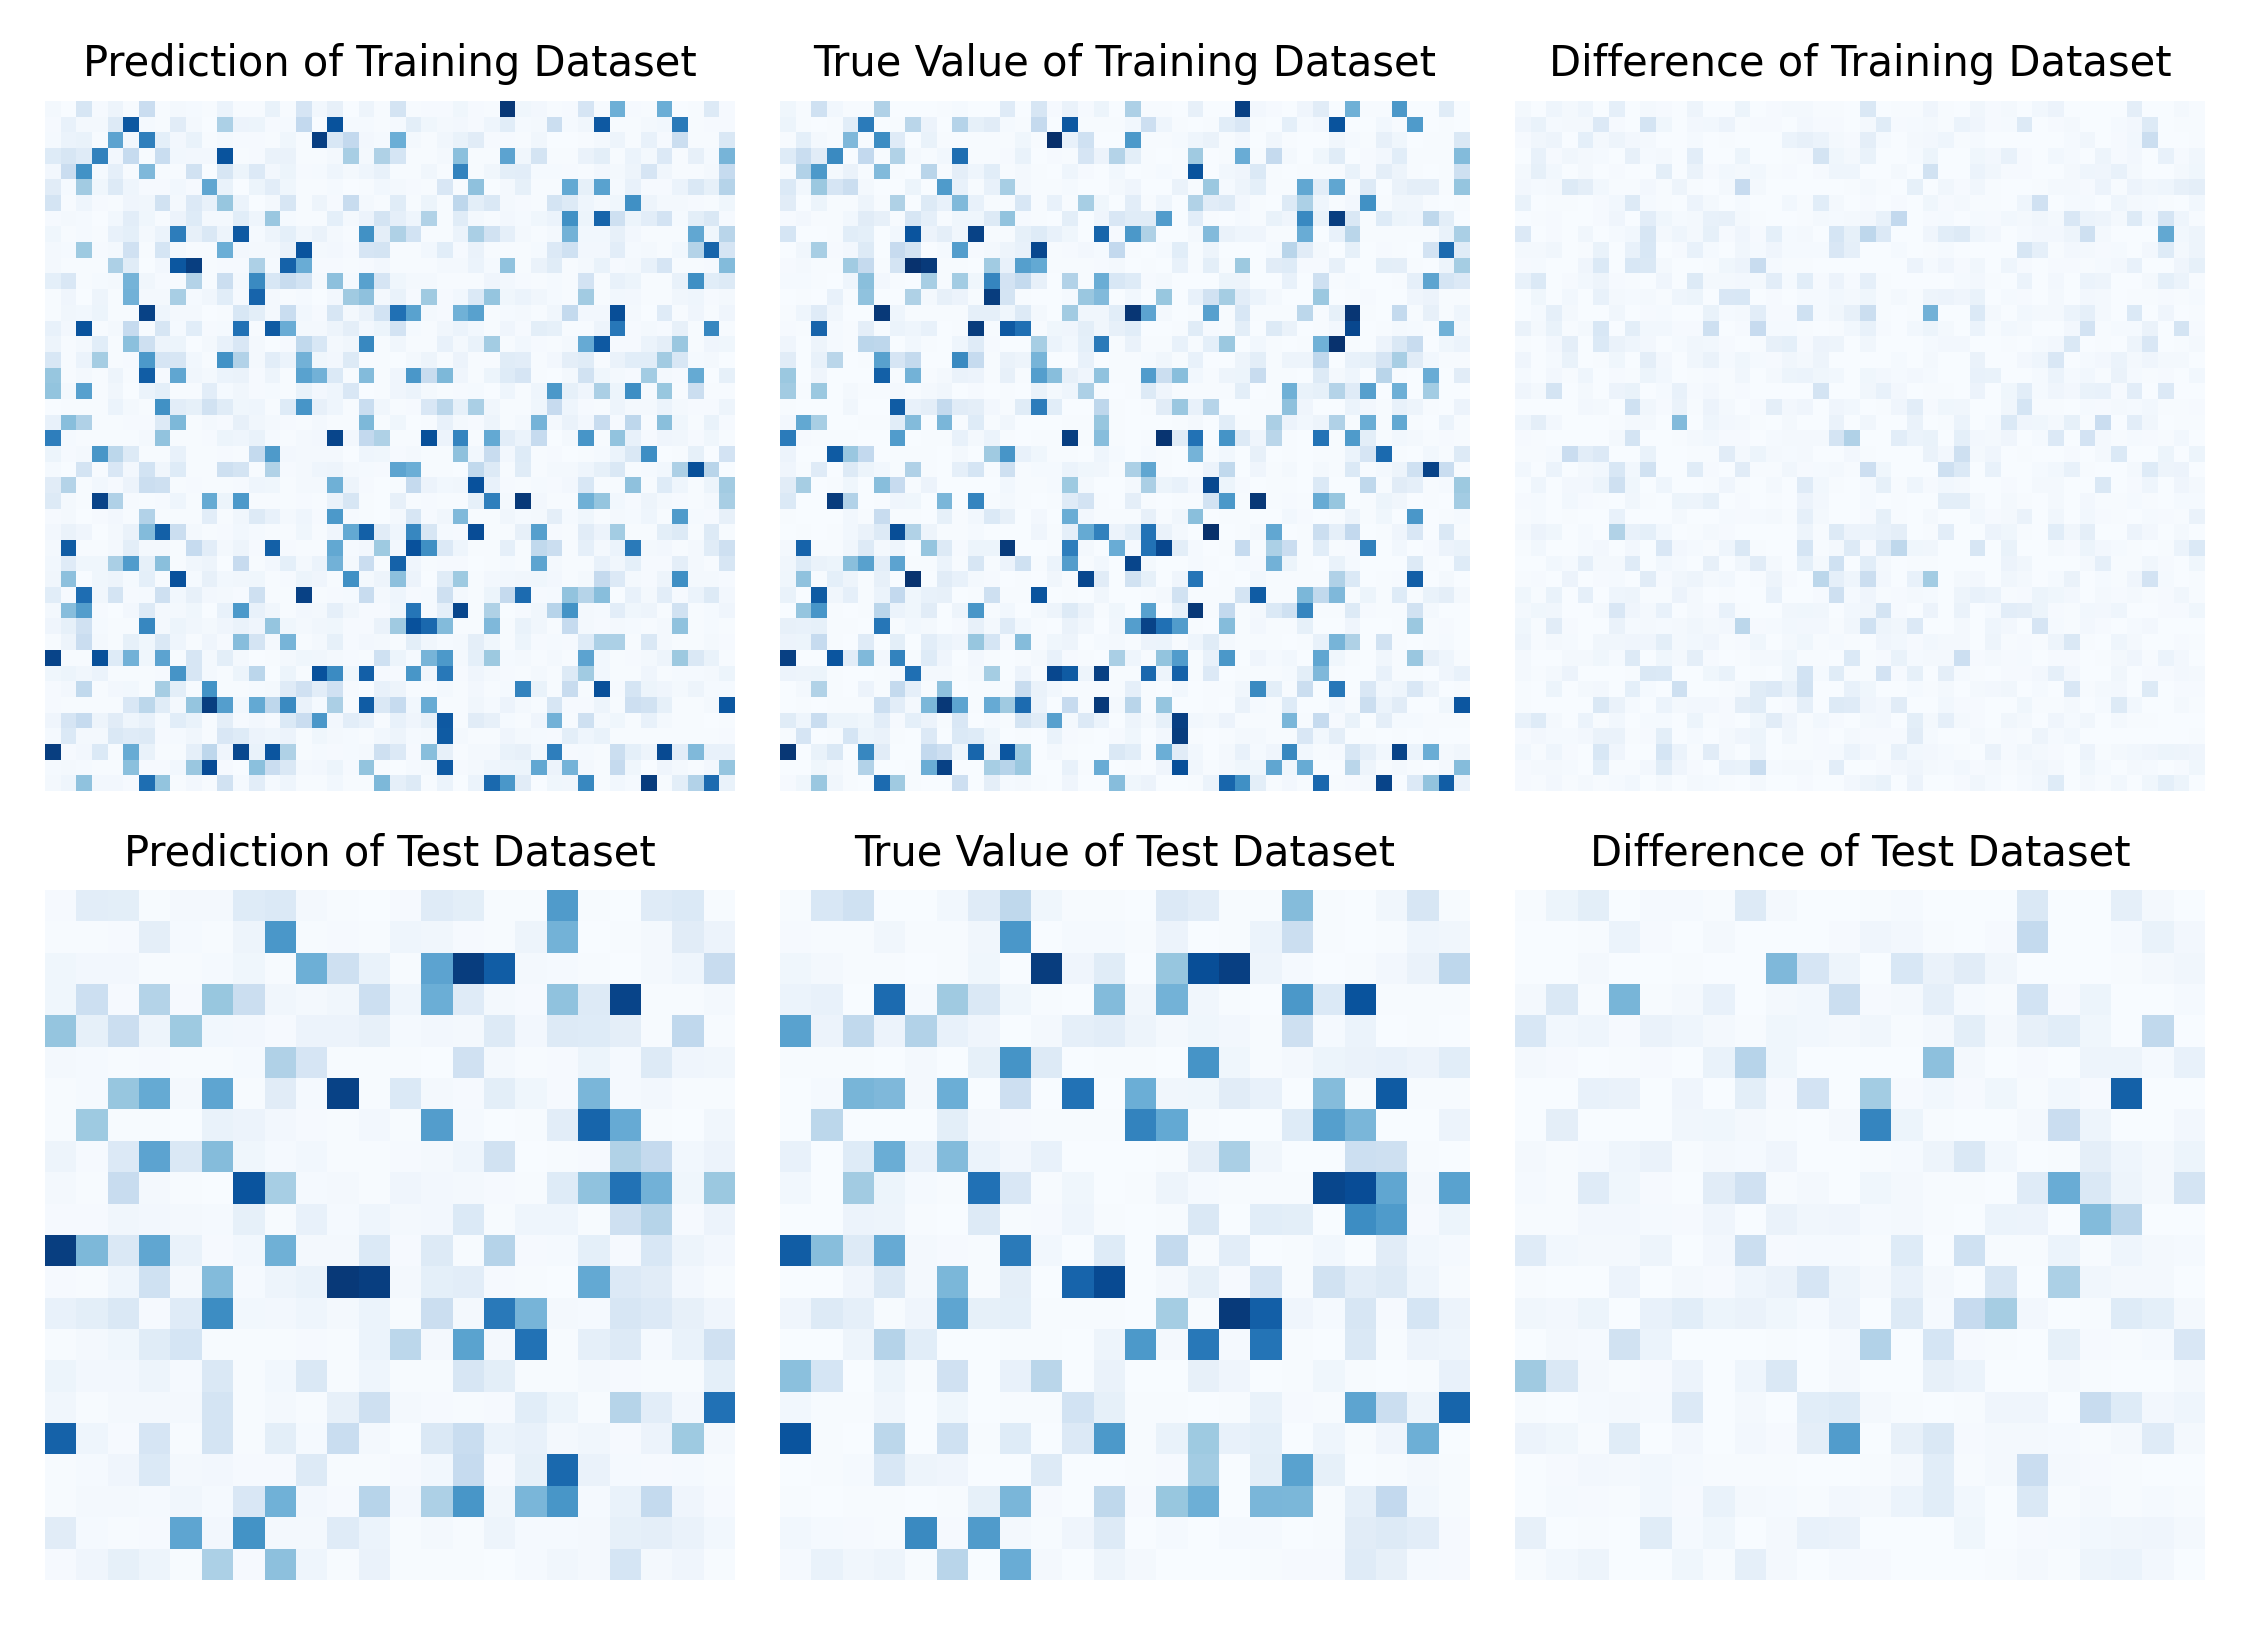 Prediction of Training Dataset
True Value of Training Dataset
Difference of Training Dataset
Prediction of Test Dataset
True Value of Test Dataset
Difference of Test Dataset